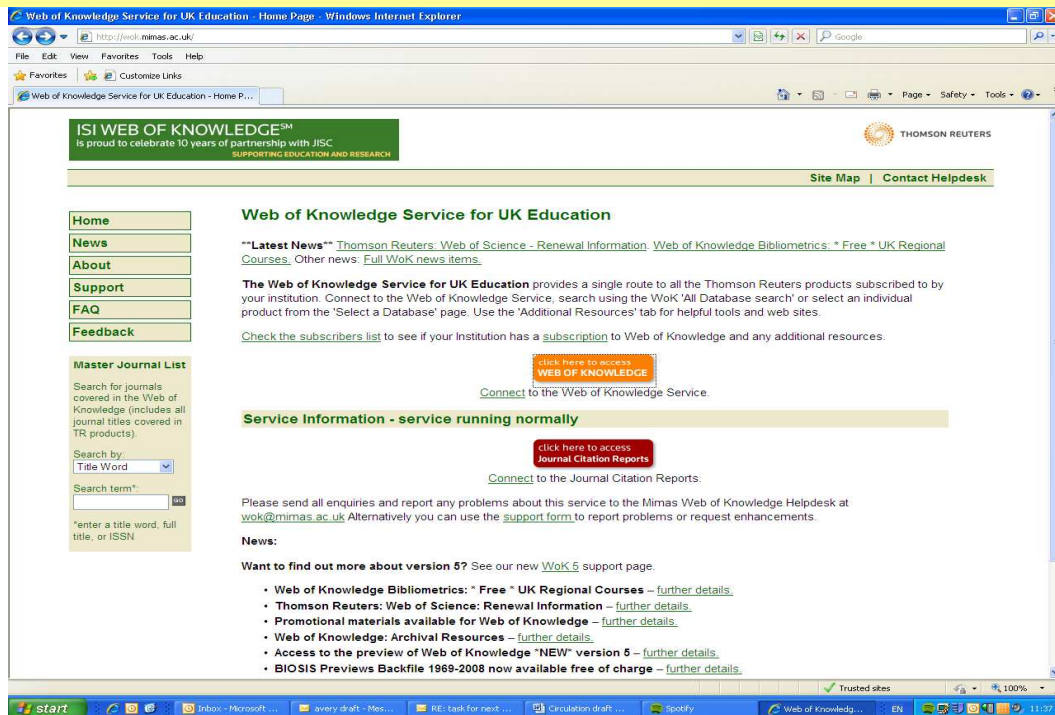 Web of Knowledge Service for UK Education - Home Page - Windows Internet Explorer
http://wok.mimas.ac.uk/
Google
File Edit View Favorites Tools Help
Favorites Customize Links
Web of Knowledge Service for UK Education - Home P...
Page Safety Tools
ISI WEB OF KNOWLEDGE℠
is proud to celebrate 10 years of partnership with JISC
SUPPORTING EDUCATION AND RESEARCH
THOMSON REUTERS
Site Map | Contact Helpdesk
Home
News
About
Support
FAQ
Feedback
Master Journal List
Search for journals
covered in the Web of
Knowledge (includes all
journal titles covered in
TR products).
Search by:
Title Word
Search term*:
GO
*enter a title word, full
title, or ISSN
Web of Knowledge Service for UK Education
**Latest News** Thomson Reuters: Web of Science - Renewal Information. Web of Knowledge Bibliometrics: * Free * UK Regional
Courses. Other news: Full WoK news items.
The Web of Knowledge Service for UK Education provides a single route to all the Thomson Reuters products subscribed to by
your institution. Connect to the Web of Knowledge Service, search using the WoK 'All Database search' or select an individual
product from the 'Select a Database' page. Use the 'Additional Resources' tab for helpful tools and web sites.
Check the subscribers list to see if your Institution has a subscription to Web of Knowledge and any additional resources.
click here to access
WEB OF KNOWLEDGE
Connect to the Web of Knowledge Service.
Service Information - service running normally
click here to access
Journal Citation Reports
Connect to the Journal Citation Reports.
Please send all enquiries and report any problems about this service to the Mimas Web of Knowledge Helpdesk at
wok@mimas.ac.uk Alternatively you can use the support form to report problems or request enhancements.
News:
Want to find out more about version 5? See our new WoK 5 support page.
• Web of Knowledge Bibliometrics: * Free * UK Regional Courses – further details.
• Thomson Reuters: Web of Science: Renewal Information – further details.
• Promotional materials available for Web of Knowledge – further details.
• Web of Knowledge: Archival Resources – further details.
• Access to the preview of Web of Knowledge *NEW* version 5 – further details.
• BIOSIS Previews Backfile 1969-2008 now available free of charge – further details.
Trusted sites 100%
start Inbox - Microsoft ... avery draft - Mes... RE: task for next ... Circulation draft ... Spotify Web of Knowledg... EN 11:37